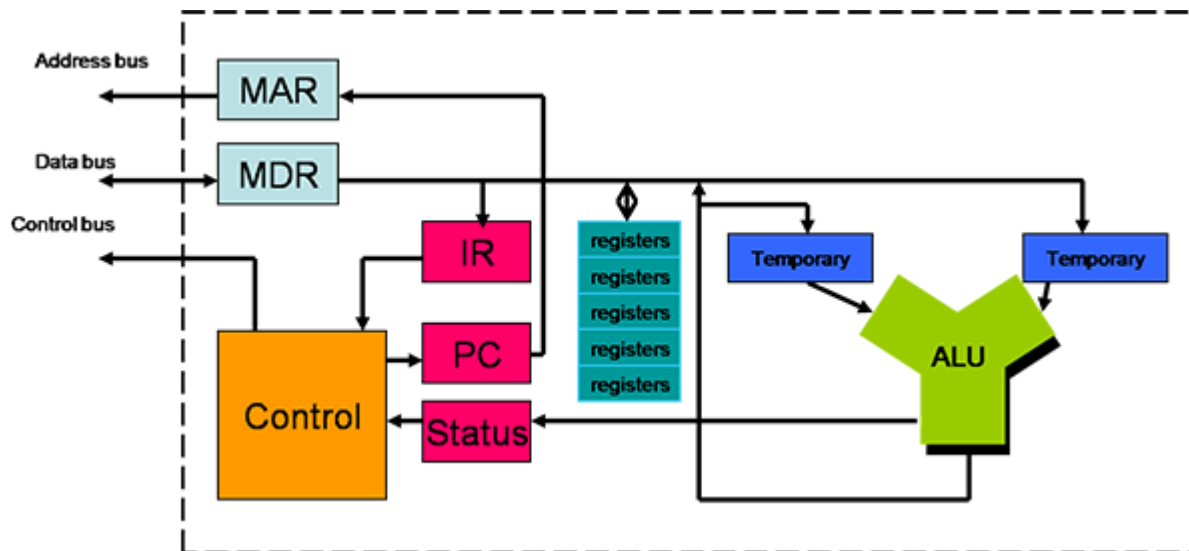 Address bus
MAR
Data bus
MDR
Control bus
IR
registers
registers
registers
registers
registers
Temporary
Temporary
PC
ALU
Control
Status